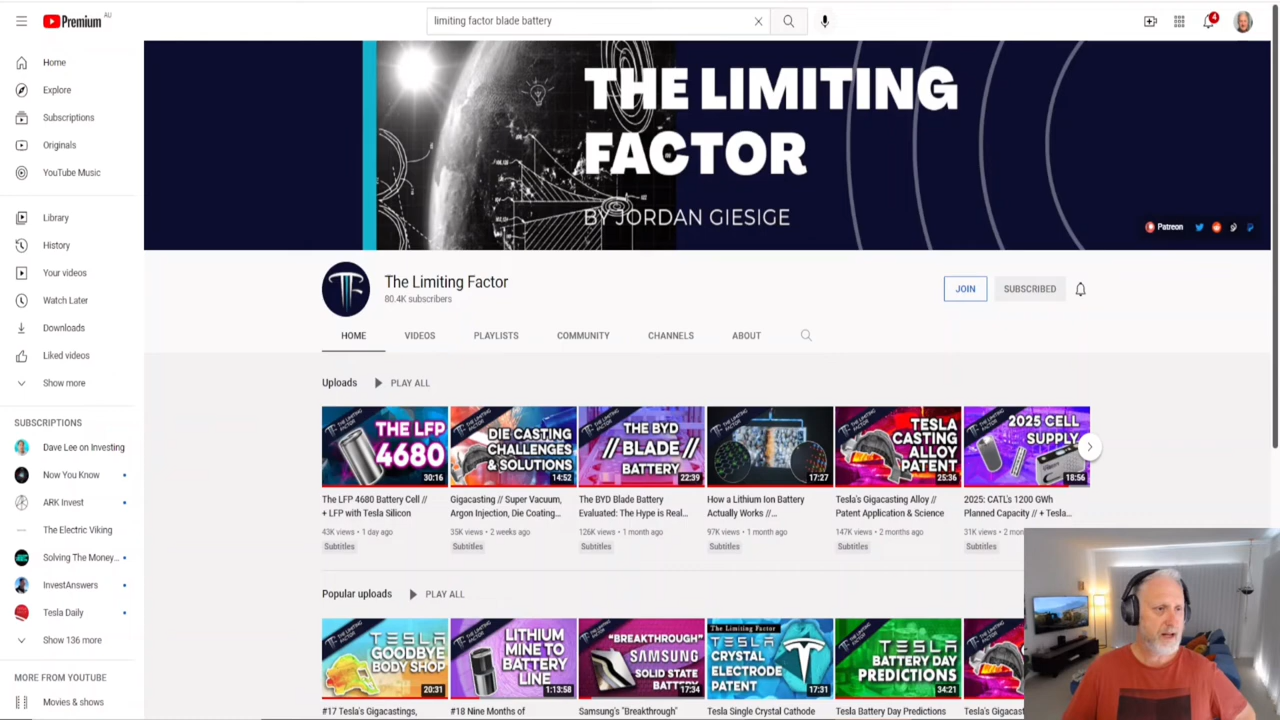 Premium
AU
limiting factor blade battery
4
Home
Explore
Subscriptions
Originals
YouTube Music
Library
History
Your videos
Watch Later
Downloads
Liked videos
Show more
SUBSCRIPTIONS
Dave Lee on Investing
Now You Know
ARK Invest
The Electric Viking
Solving The Money...
InvestAnswers
Tesla Daily
Show 136 more
MORE FROM YOUTUBE
Movies & shows
THE LIMITING
FACTOR
BY JORDAN GIESIGE
Patreon
The Limiting Factor
80.4K subscribers
JOIN
SUBSCRIBED
HOME
VIDEOS
PLAYLISTS
COMMUNITY
CHANNELS
ABOUT
Uploads
PLAY ALL
THE LFP
4680
30:16
The LFP 4680 Battery Cell //
+ LFP with Tesla Silicon
43K views • 1 day ago
Subtitles
DIE CASTING
CHALLENGES
& SOLUTIONS
14:52
Gigacasting // Super Vacuum,
Argon Injection, Die Coating...
35K views • 2 weeks ago
Subtitles
THE BYD
// BLADE //
BATTERY
22:39
The BYD Blade Battery
Evaluated: The Hype is Real...
126K views • 1 month ago
Subtitles
17:27
How a Lithium Ion Battery
Actually Works //...
97K views • 1 month ago
Subtitles
TESLA
CASTING
ALLOY
PATENT
25:36
Tesla's Gigacasting Alloy //
Patent Application & Science
147K views • 2 months ago
Subtitles
2025 CELL
SUPPLY
18:56
2025: CATL's 1200 GWh
Planned Capacity // + Tesla...
31K views • 2 mon
Subtitles
Popular uploads
PLAY ALL
TESLA
GOODBYE
BODY SHOP
20:31
#17 Tesla's Gigacastings,
LITHIUM
MINE TO
BATTERY
LINE
1:13:58
#18 Nine Months of
"BREAKTHROUGH"
SAMSUNG
SOLID STATE
BATTERY
17:34
Samsung's "Breakthrough"
The Limiting Factor
TESLA
CRYSTAL
ELECTRODE
PATENT
17:31
Tesla Single Crystal Cathode
TESLA
BATTERY DAY
PREDICTIONS
34:21
Tesla Battery Day Predictions
Tesla's Gigac